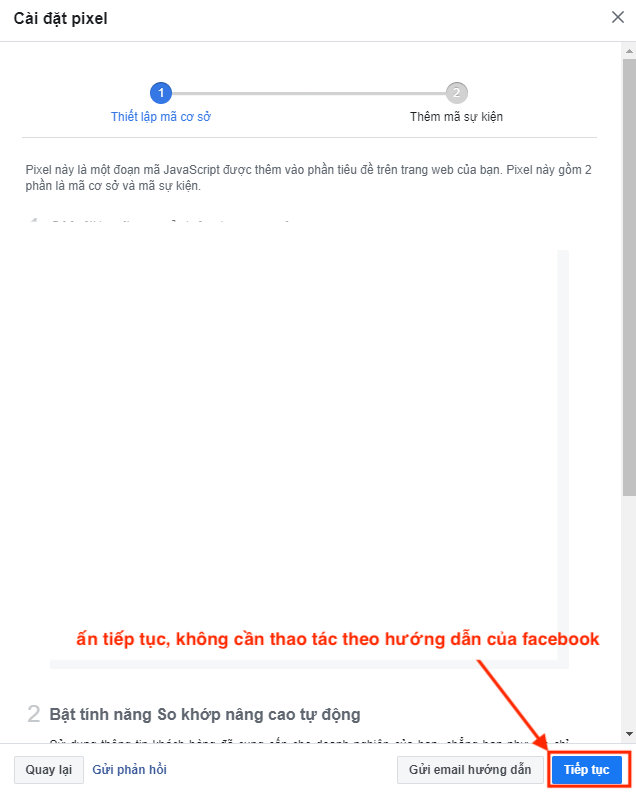 Cài đặt pixel
1
2
Thiết lập mã cơ sở
Thêm mã sự kiện
Pixel này là một đoạn mã JavaScript được thêm vào phần tiêu đề trên trang web của bạn. Pixel này gồm 2
phần là mã cơ sở và mã sự kiện.
ấn tiếp tục, không cần thao tác theo hướng dẫn của facebook
2 Bật tính năng So khớp nâng cao tự động
Quay lại
Gửi phản hồi
Gửi email hướng dẫn
Tiếp tục